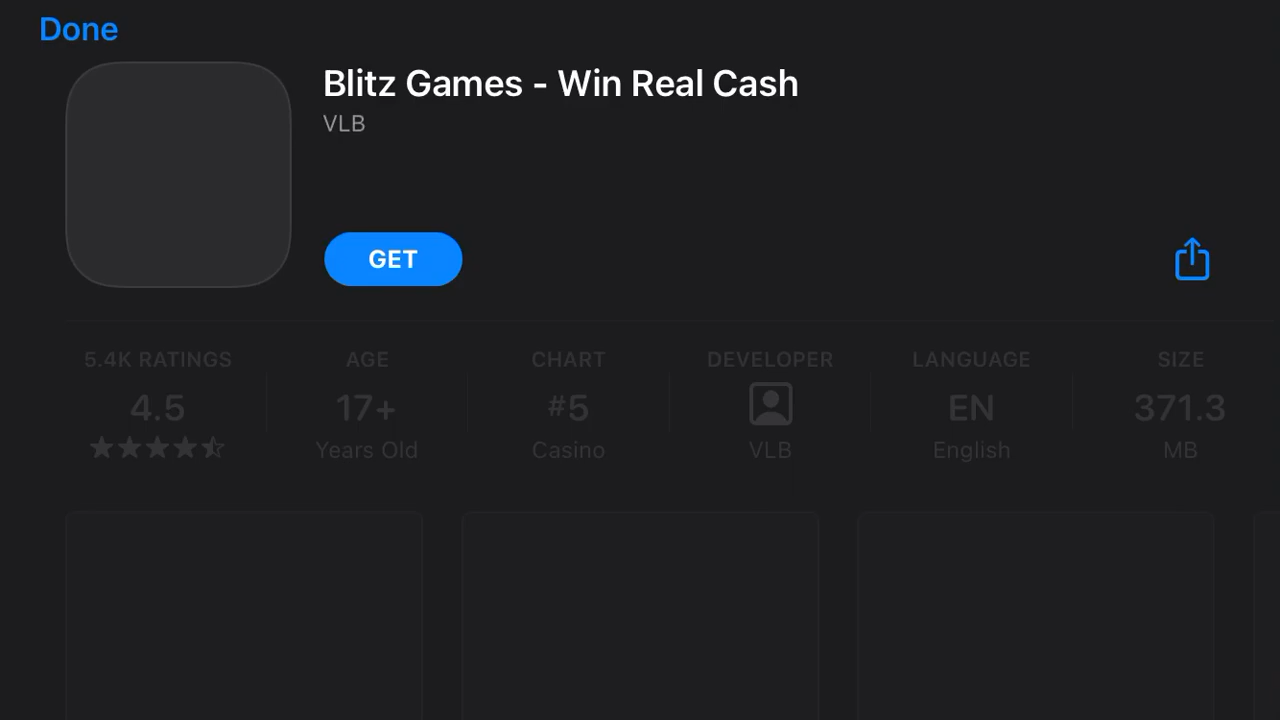 Done
Blitz Games - Win Real Cash
VLB
GET
5.4K RATINGS AGE CHART DEVELOPER LANGUAGE SIZE
4.5 17+ #5 EN 371.3
Years Old Casino VLB English MB